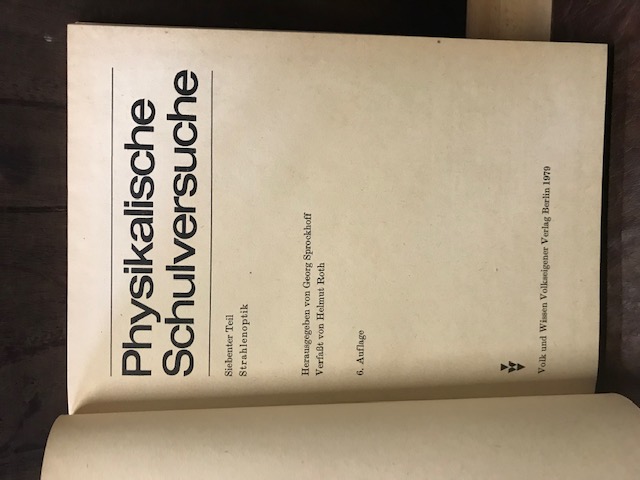 Physikalische
Schulversuche
Siebenter Teil
Strahlenoptik
Herausgegeben von Georg Sprockhoff
Verfaßt von Helmut Roth
6. Auflage
Volk und Wissen Volkseigener Verlag Berlin 1979